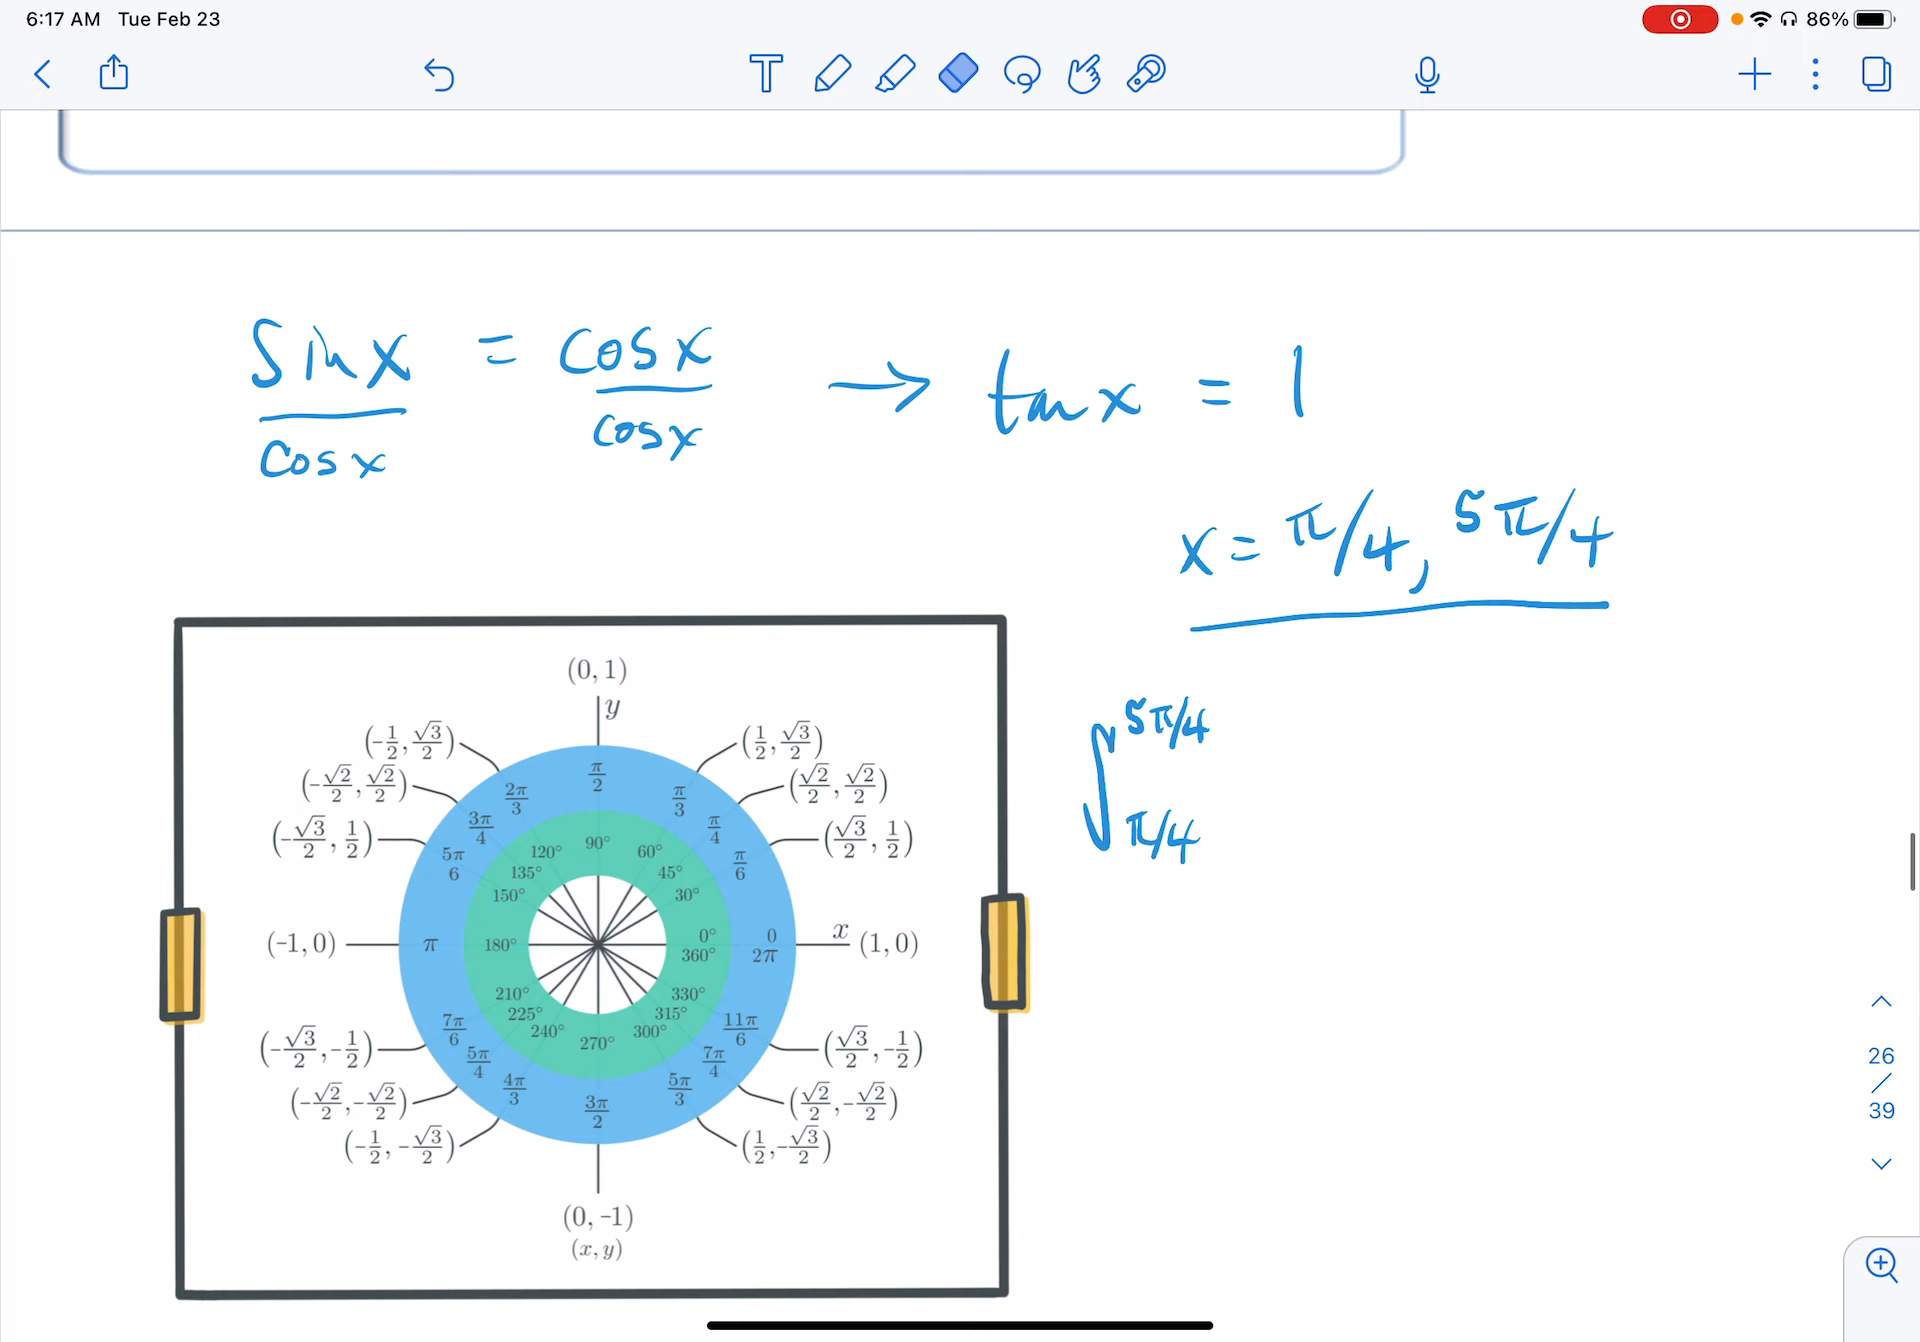 6:17 AM Tue Feb 23
86%
T
sin x = cos x → tan x = 1
cos x cos x
x = π/4, 5π/4
∫ 5π/4
π/4
(0, 1)
y
(-1/2, √3/2)
(1/2, √3/2)
(-√2/2, √2/2)
(√2/2, √2/2)
(-√3/2, 1/2)
(√3/2, 1/2)
π/2
2π/3 π/3
3π/4 π/4
5π/6 π/6
120° 90° 60°
135° 45°
150° 30°
(-1, 0) π 180° 0° 0 x (1, 0)
360° 2π
210° 330°
225° 315°
240° 270° 300°
7π/6 11π/6
5π/4 7π/4
4π/3 5π/3
3π/2
(-√3/2, -1/2)
(√3/2, -1/2)
(-√2/2, -√2/2)
(√2/2, -√2/2)
(-1/2, -√3/2)
(1/2, -√3/2)
(0, -1)
(x, y)
26
/
39